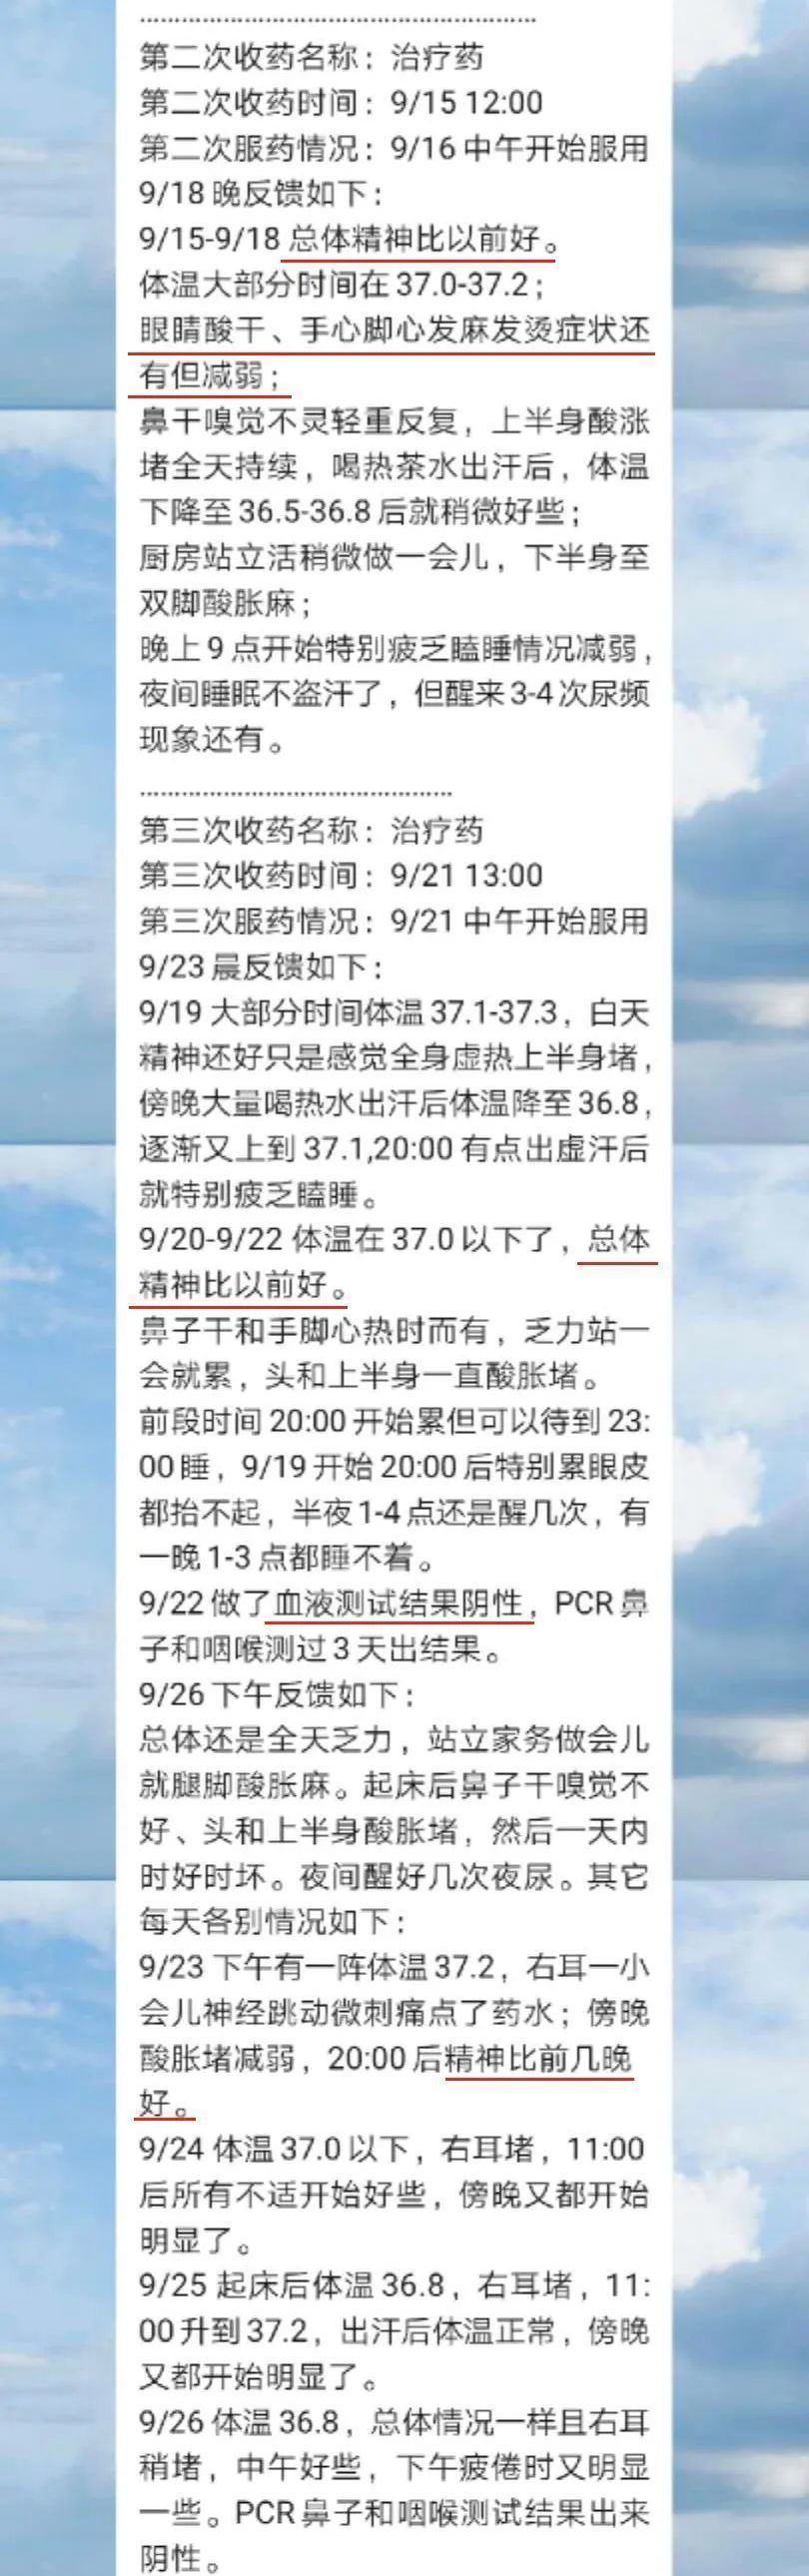 ………………………………………………
第二次收药名称：治疗药
第二次收药时间：9/15 12:00
第二次服药情况：9/16 中午开始服用
9/18 晚反馈如下：
9/15-9/18 总体精神比以前好。
体温大部分时间在 37.0-37.2；
眼睛酸干、手心脚心发麻发烫症状还
有但减弱；
鼻干嗅觉不灵轻重反复，上半身酸涨
堵全天持续，喝热茶水出汗后，体温
下降至 36.5-36.8 后就稍微好些；
厨房站立活稍微做一会儿，下半身至
双脚酸胀麻；
晚上 9 点开始特别疲乏瞌睡情况减弱，
夜间睡眠不盗汗了，但醒来 3-4 次尿频
现象还有。
……………………………………
第三次收药名称：治疗药
第三次收药时间：9/21 13:00
第三次服药情况：9/21 中午开始服用
9/23 晨反馈如下：
9/19 大部分时间体温 37.1-37.3，白天
精神还好只是感觉全身虚热上半身堵，
傍晚大量喝热水出汗后体温降至 36.8，
逐渐又上到 37.1,20:00 有点出虚汗后
就特别疲乏瞌睡。
9/20-9/22 体温在 37.0 以下了，总体
精神比以前好。
鼻子干和手脚心热时而有，乏力站一
会就累，头和上半身一直酸胀堵。
前段时间 20:00 开始累但可以待到 23:
00 睡，9/19 开始 20:00 后特别累眼皮
都抬不起，半夜 1-4 点还是醒几次，有
一晚 1-3 点都睡不着。
9/22 做了血液测试结果阴性，PCR 鼻
子和咽喉测过 3 天出结果。
9/26 下午反馈如下：
总体还是全天乏力，站立家务做会儿
就腿脚酸胀麻。起床后鼻子干嗅觉不
好、头和上半身酸胀堵，然后一天内
时好时坏。夜间醒好几次夜尿。其它
每天各别情况如下：
9/23 下午有一阵体温 37.2，右耳一小
会儿神经跳动微刺痛点了药水；傍晚
酸胀堵减弱，20:00 后精神比前几晚
好。
9/24 体温 37.0 以下，右耳堵，11:00
后所有不适开始好些，傍晚又都开始
明显了。
9/25 起床后体温 36.8，右耳堵，11:
00 升到 37.2，出汗后体温正常，傍晚
又都开始明显了。
9/26 体温 36.8，总体情况一样且右耳
稍堵，中午好些，下午疲倦时又明显
一些。PCR 鼻子和咽喉测试结果出来
阴性。